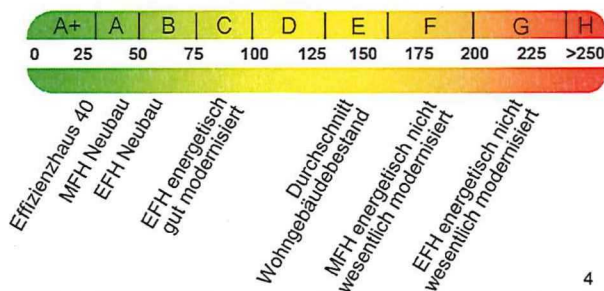 A+ A B C D E F G H
0 25 50 75 100 125 150 175 200 225 >250
Effizienzhaus 40
MFH Neubau
EFH Neubau
EFH energetisch
gut modernisiert
Durchschnitt
Wohngebäudebestand
MFH energetisch nicht
wesentlich modernisiert
EFH energetisch nicht
wesentlich modernisiert
4